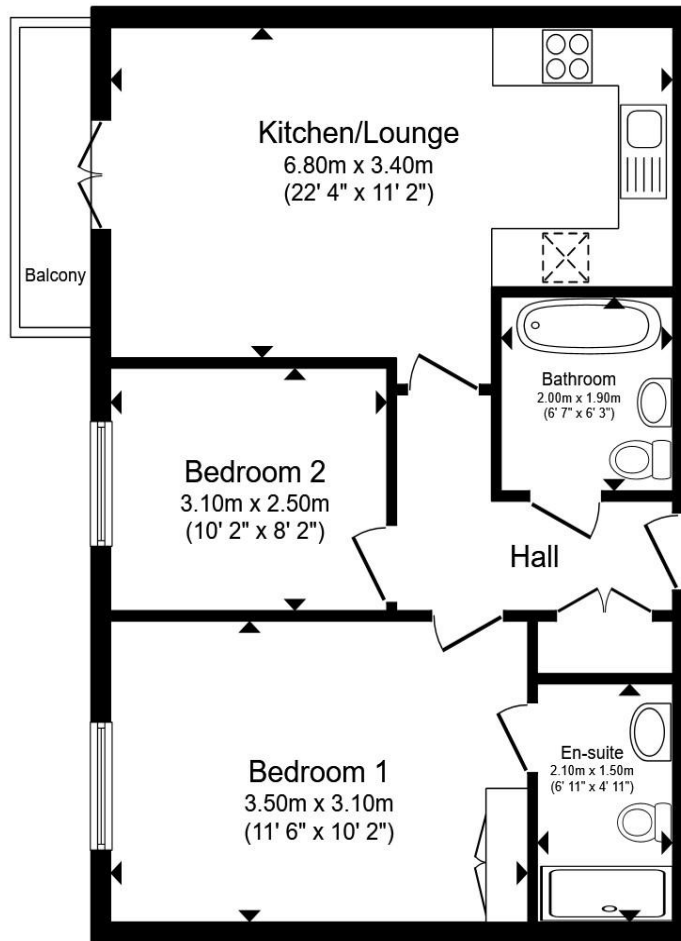 Kitchen/Lounge
6.80m x 3.40m
(22' 4" x 11' 2")
Balcony
Bathroom
2.00m x 1.90m
(6' 7" x 6' 3")
Bedroom 2
3.10m x 2.50m
(10' 2" x 8' 2")
Hall
Bedroom 1
3.50m x 3.10m
(11' 6" x 10' 2")
En-suite
2.10m x 1.50m
(6' 11" x 4' 11")